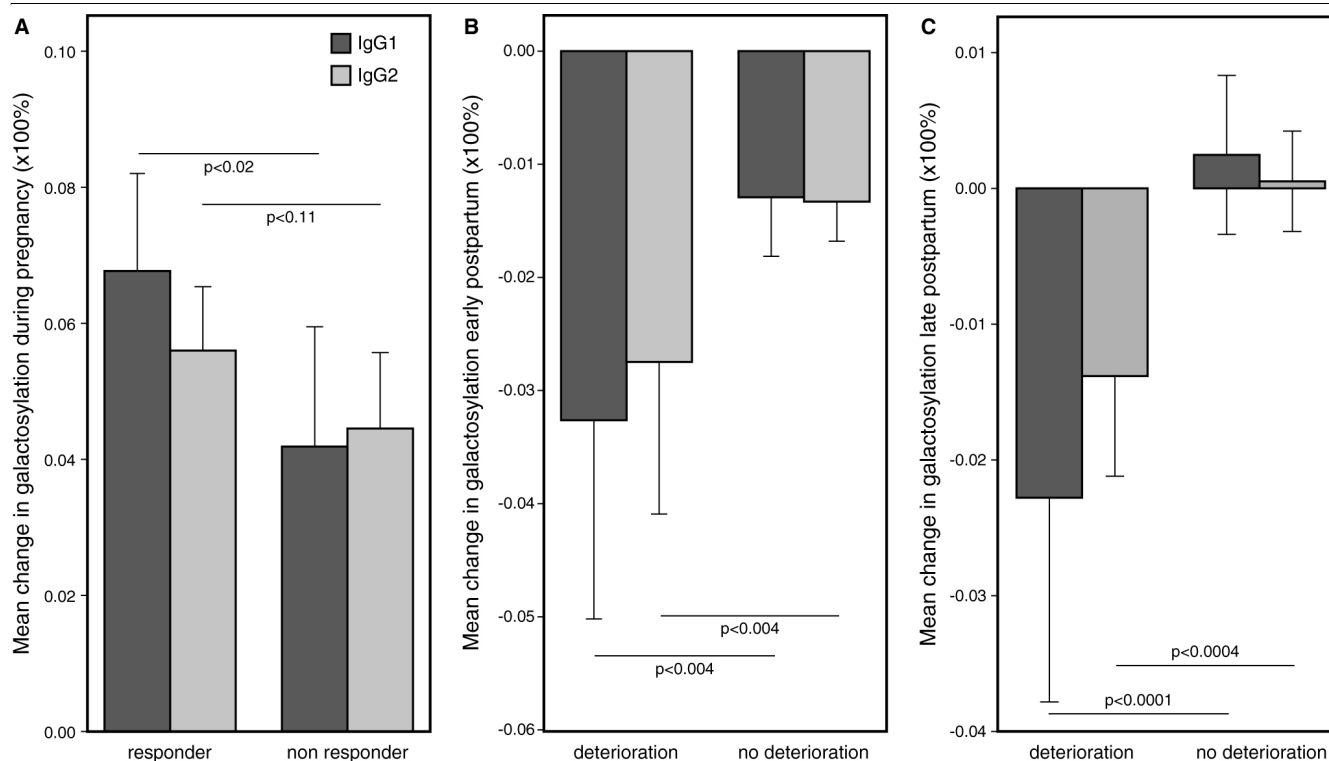 A
Mean change in galactosylation during pregnancy (x100%)
0.10
0.08
0.06
0.04
0.02
0.00
IgG1
IgG2
p<0.02
p<0.11
responder
non responder
B
Mean change in galactosylation early postpartum (x100%)
0.00
-0.01
-0.02
-0.03
-0.04
-0.05
-0.06
p<0.004
p<0.004
deterioration
no deterioration
C
Mean change in galactosylation late postpartum (x100%)
0.01
0.00
-0.01
-0.02
-0.03
-0.04
p<0.0004
p<0.0001
deterioration
no deterioration